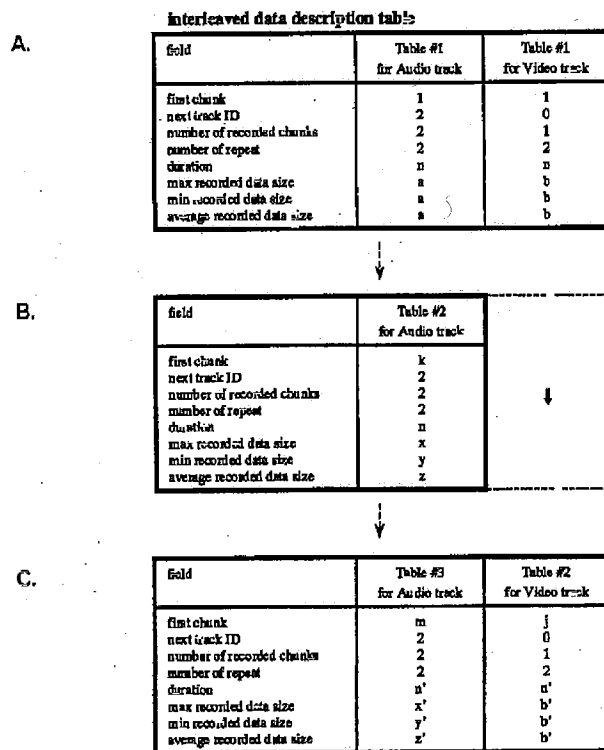 interleaved data description table
A.
field Table #1 Table #1
for Audio track for Video track
first chunk 1 1
next track ID 2 0
number of recorded chunks 2 1
number of repeat 2 2
duration n n
max recorded data size a b
min recorded data size a b
average recorded data size a b
B.
field Table #2
for Audio track
first chunk k
next track ID 2
number of recorded chunks 2
number of repeat 2
duration n
max recorded data size x
min recorded data size y
average recorded data size z
C.
field Table #3 Table #2
for Audio track for Video track
first chunk m j
next track ID 2 0
number of recorded chunks 2 1
number of repeat 2 2
duration n' n'
max recorded data size x' b'
min recorded data size y' b'
average recorded data size z' b'